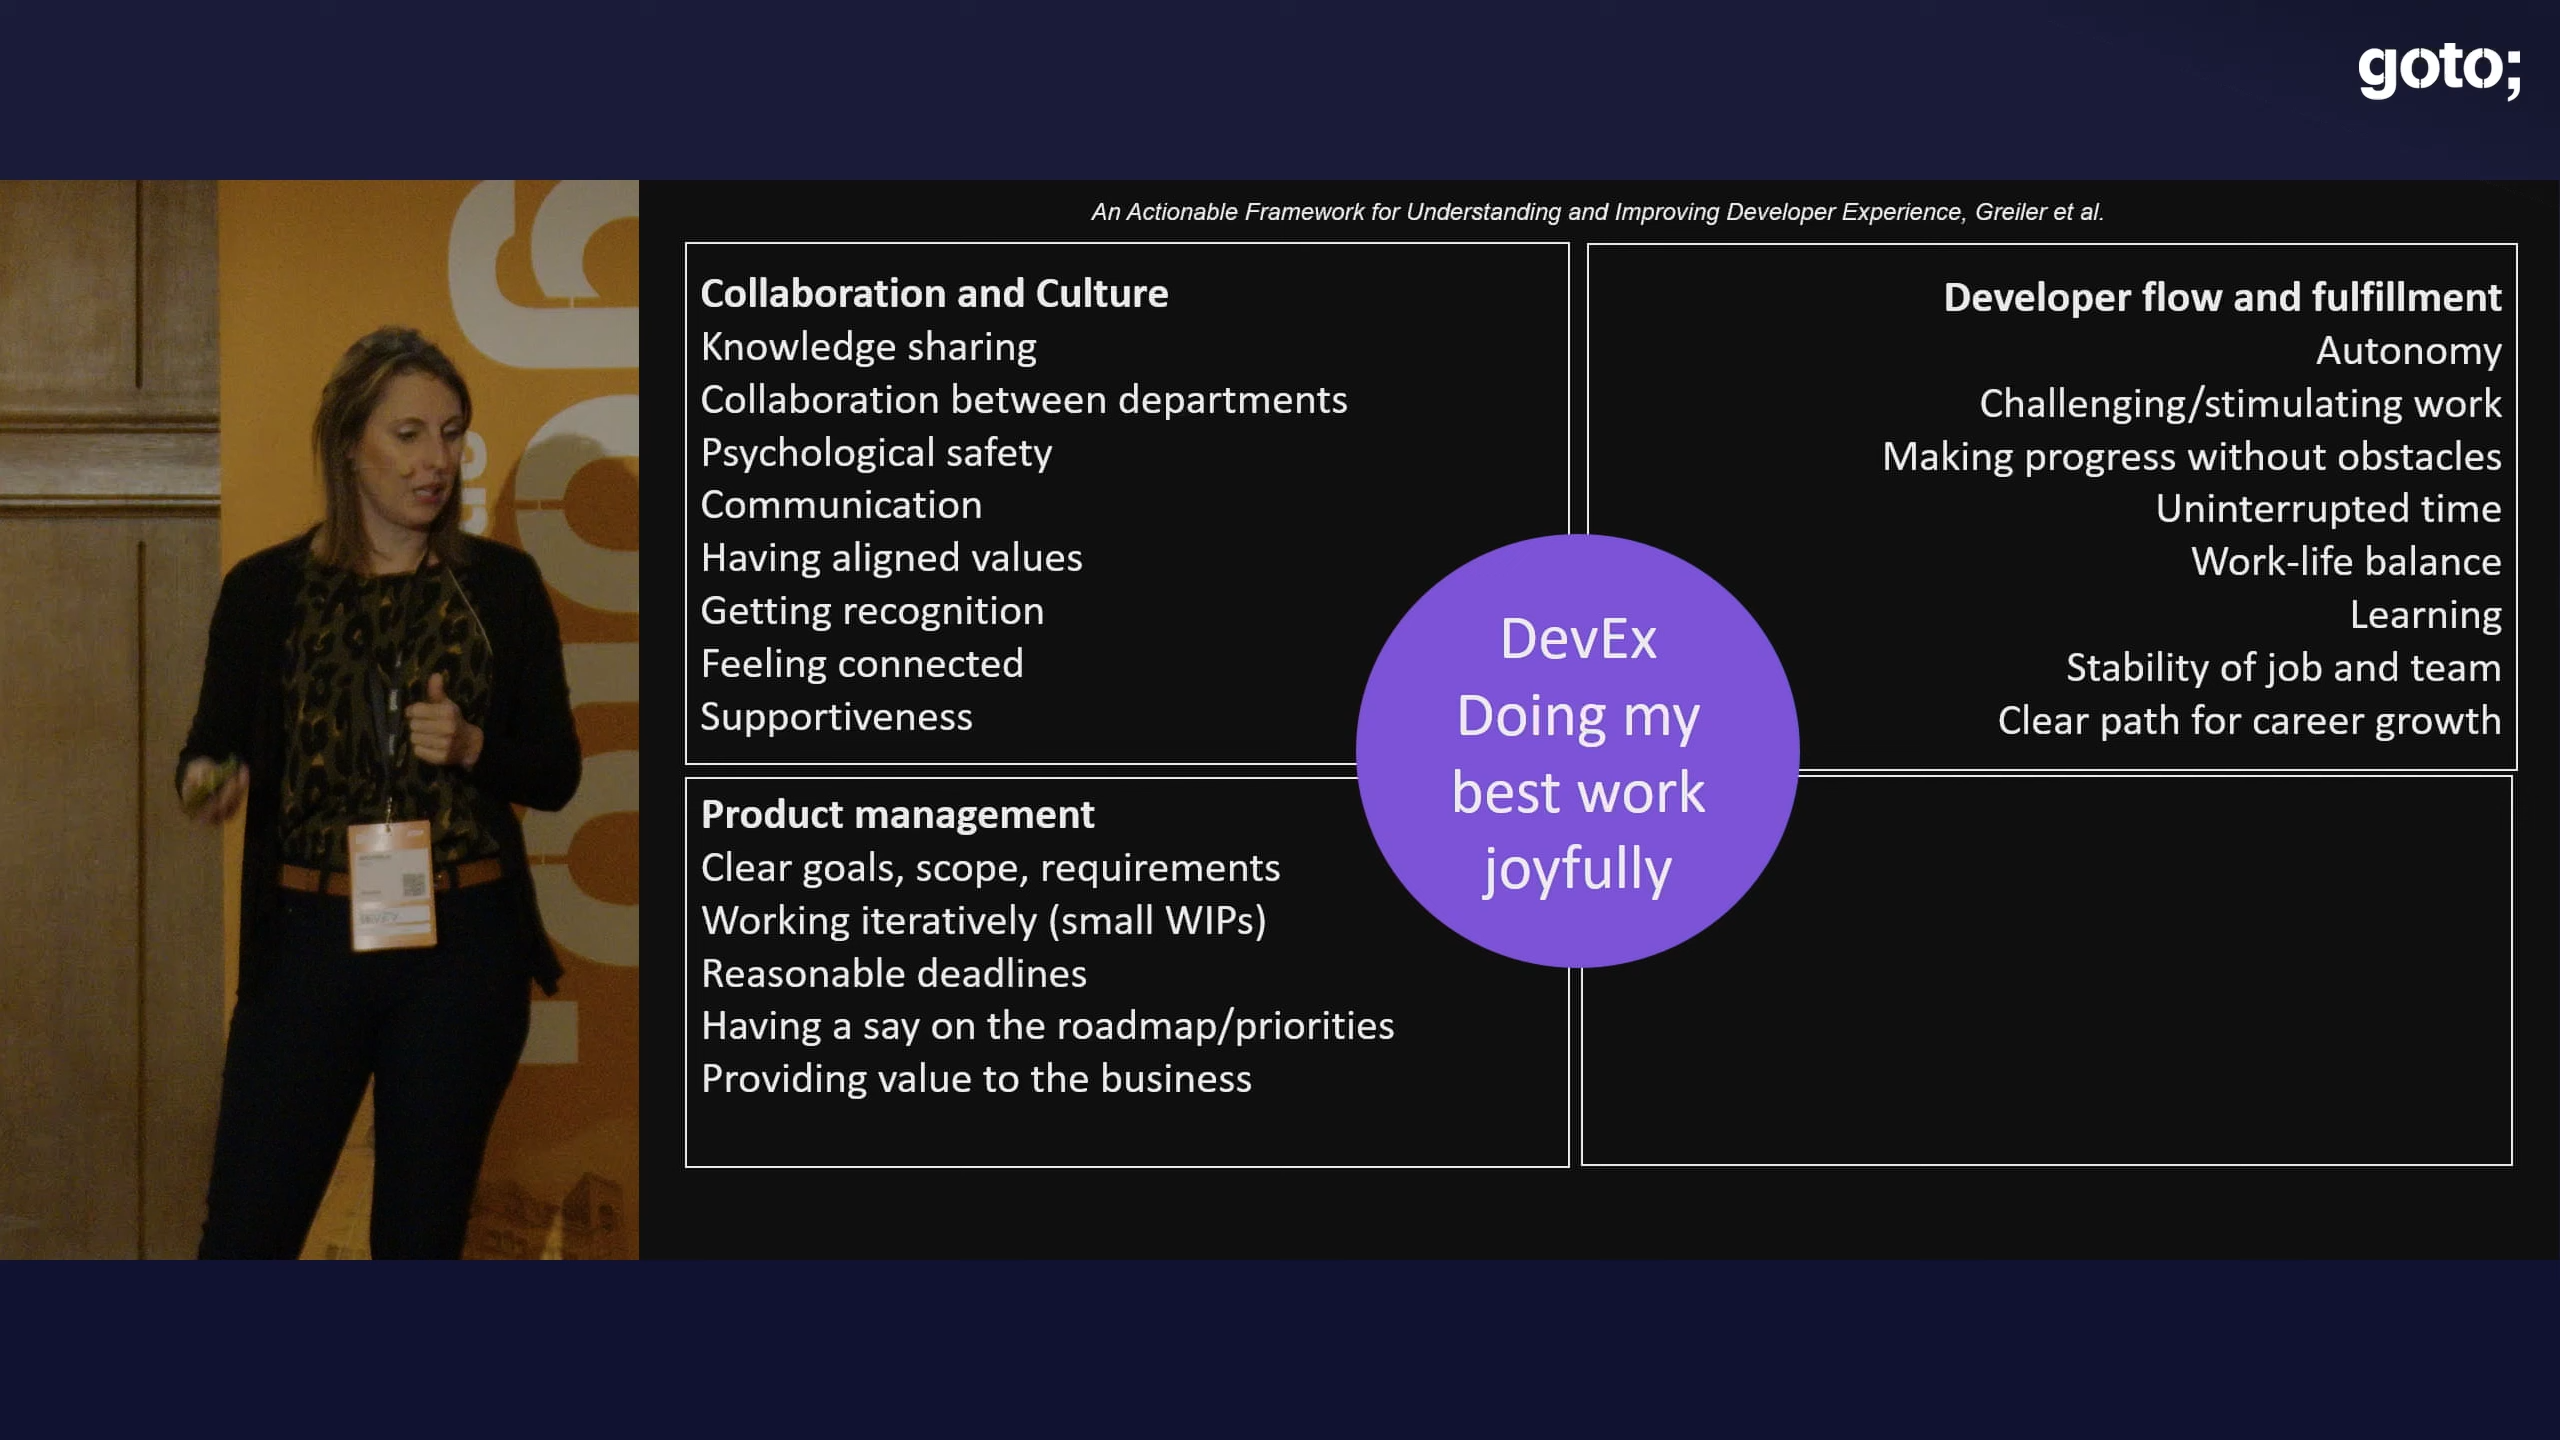 goto;
An Actionable Framework for Understanding and Improving Developer Experience, Greiler et al.
Collaboration and Culture
Knowledge sharing
Collaboration between departments
Psychological safety
Communication
Having aligned values
Getting recognition
Feeling connected
Supportiveness
Developer flow and fulfillment
Autonomy
Challenging/stimulating work
Making progress without obstacles
Uninterrupted time
Work-life balance
Learning
Stability of job and team
Clear path for career growth
DevEx
Doing my
best work
joyfully
Product management
Clear goals, scope, requirements
Working iteratively (small WIPs)
Reasonable deadlines
Having a say on the roadmap/priorities
Providing value to the business